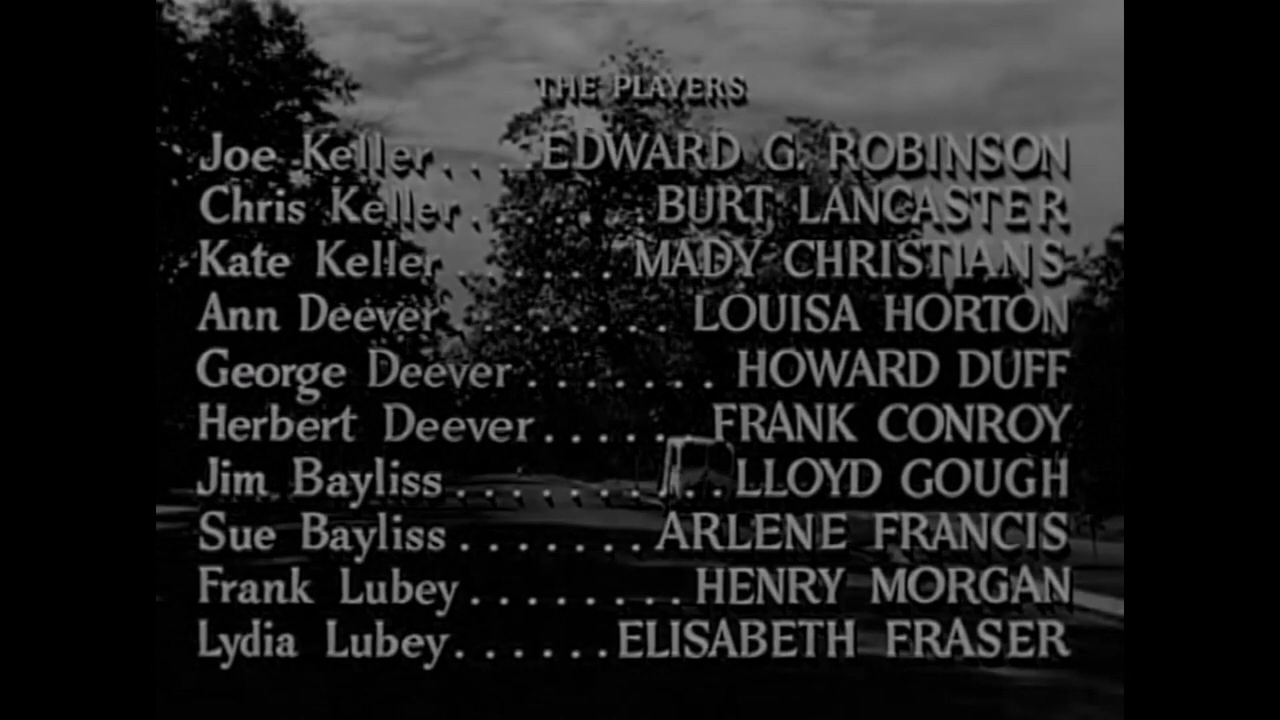 THE PLAYERS
Joe Keller....EDWARD G. ROBINSON
Chris Keller.......BURT LANCASTER
Kate Keller ...... MADY CHRISTIANS
Ann Deever ........ LOUISA HORTON
George Deever ........ HOWARD DUFF
Herbert Deever ...... FRANK CONROY
Jim Bayliss ..........LLOYD GOUGH
Sue Bayliss .......ARLENE FRANCIS
Frank Lubey .........HENRY MORGAN
Lydia Lubey......ELISABETH FRASER